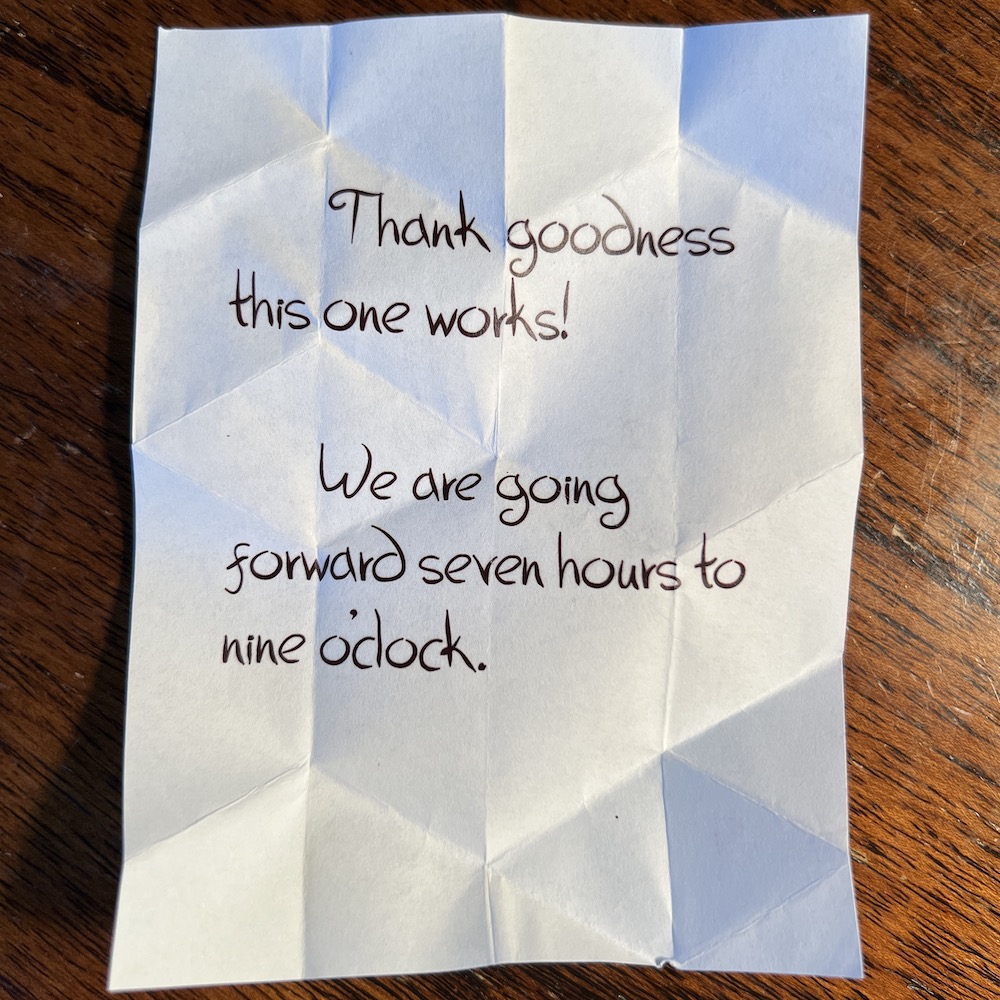 Thank goodness
this one works!
We are going
forward seven hours to
nine o'clock.